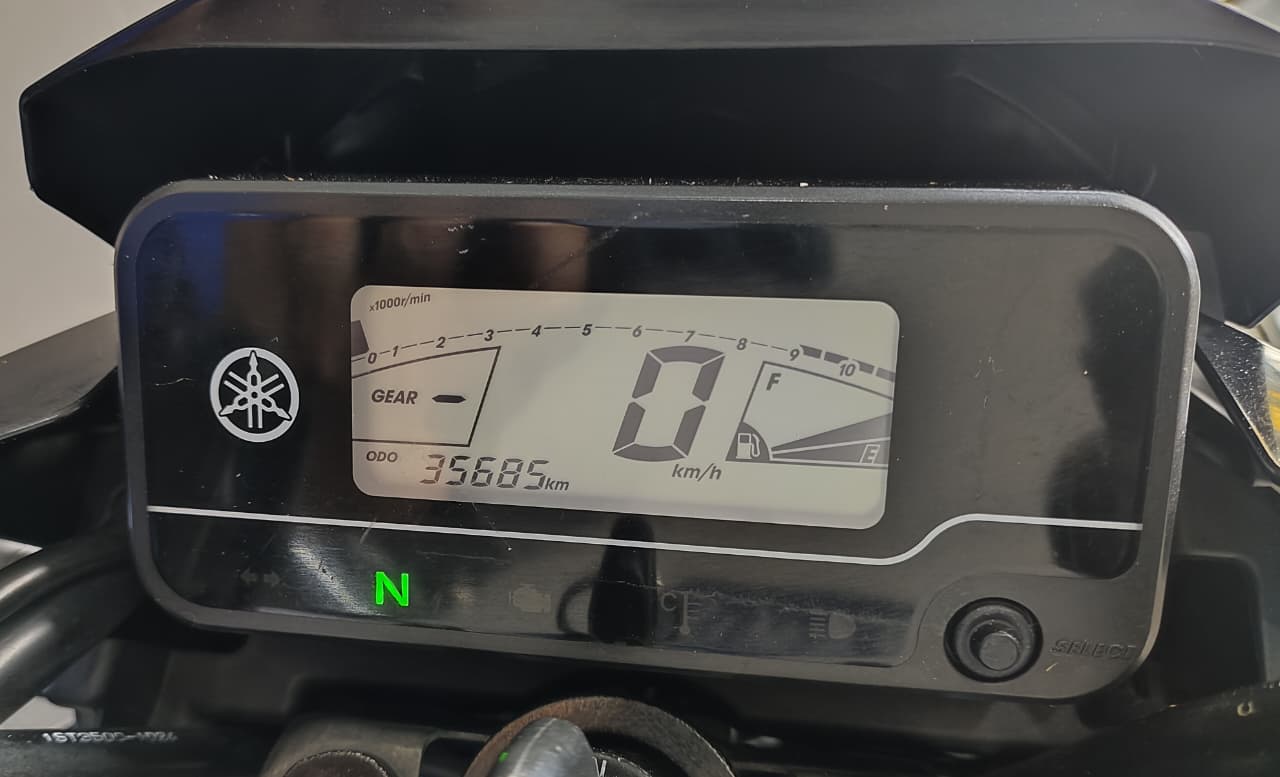 x1000r/min
0 1 2 3 4 5 6 7 8 9 10
GEAR -
0
F
E
km/h
ODO 35685km
N
C
SELECT